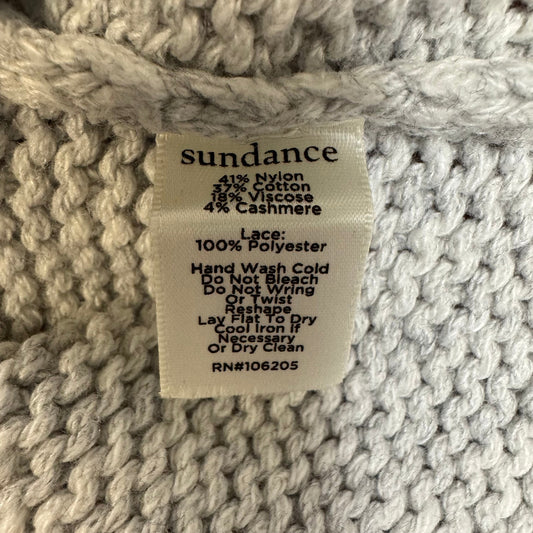 sundance
41% Nylon
37% Cotton
18% Viscose
4% Cashmere
Lace:
100% Polyester
Hand Wash Cold
Do Not Bleach
Do Not Wring
Or Twist
Reshape
Lay Flat To Dry
Cool Iron if
Necessary
Or Dry Clean
RN#106205